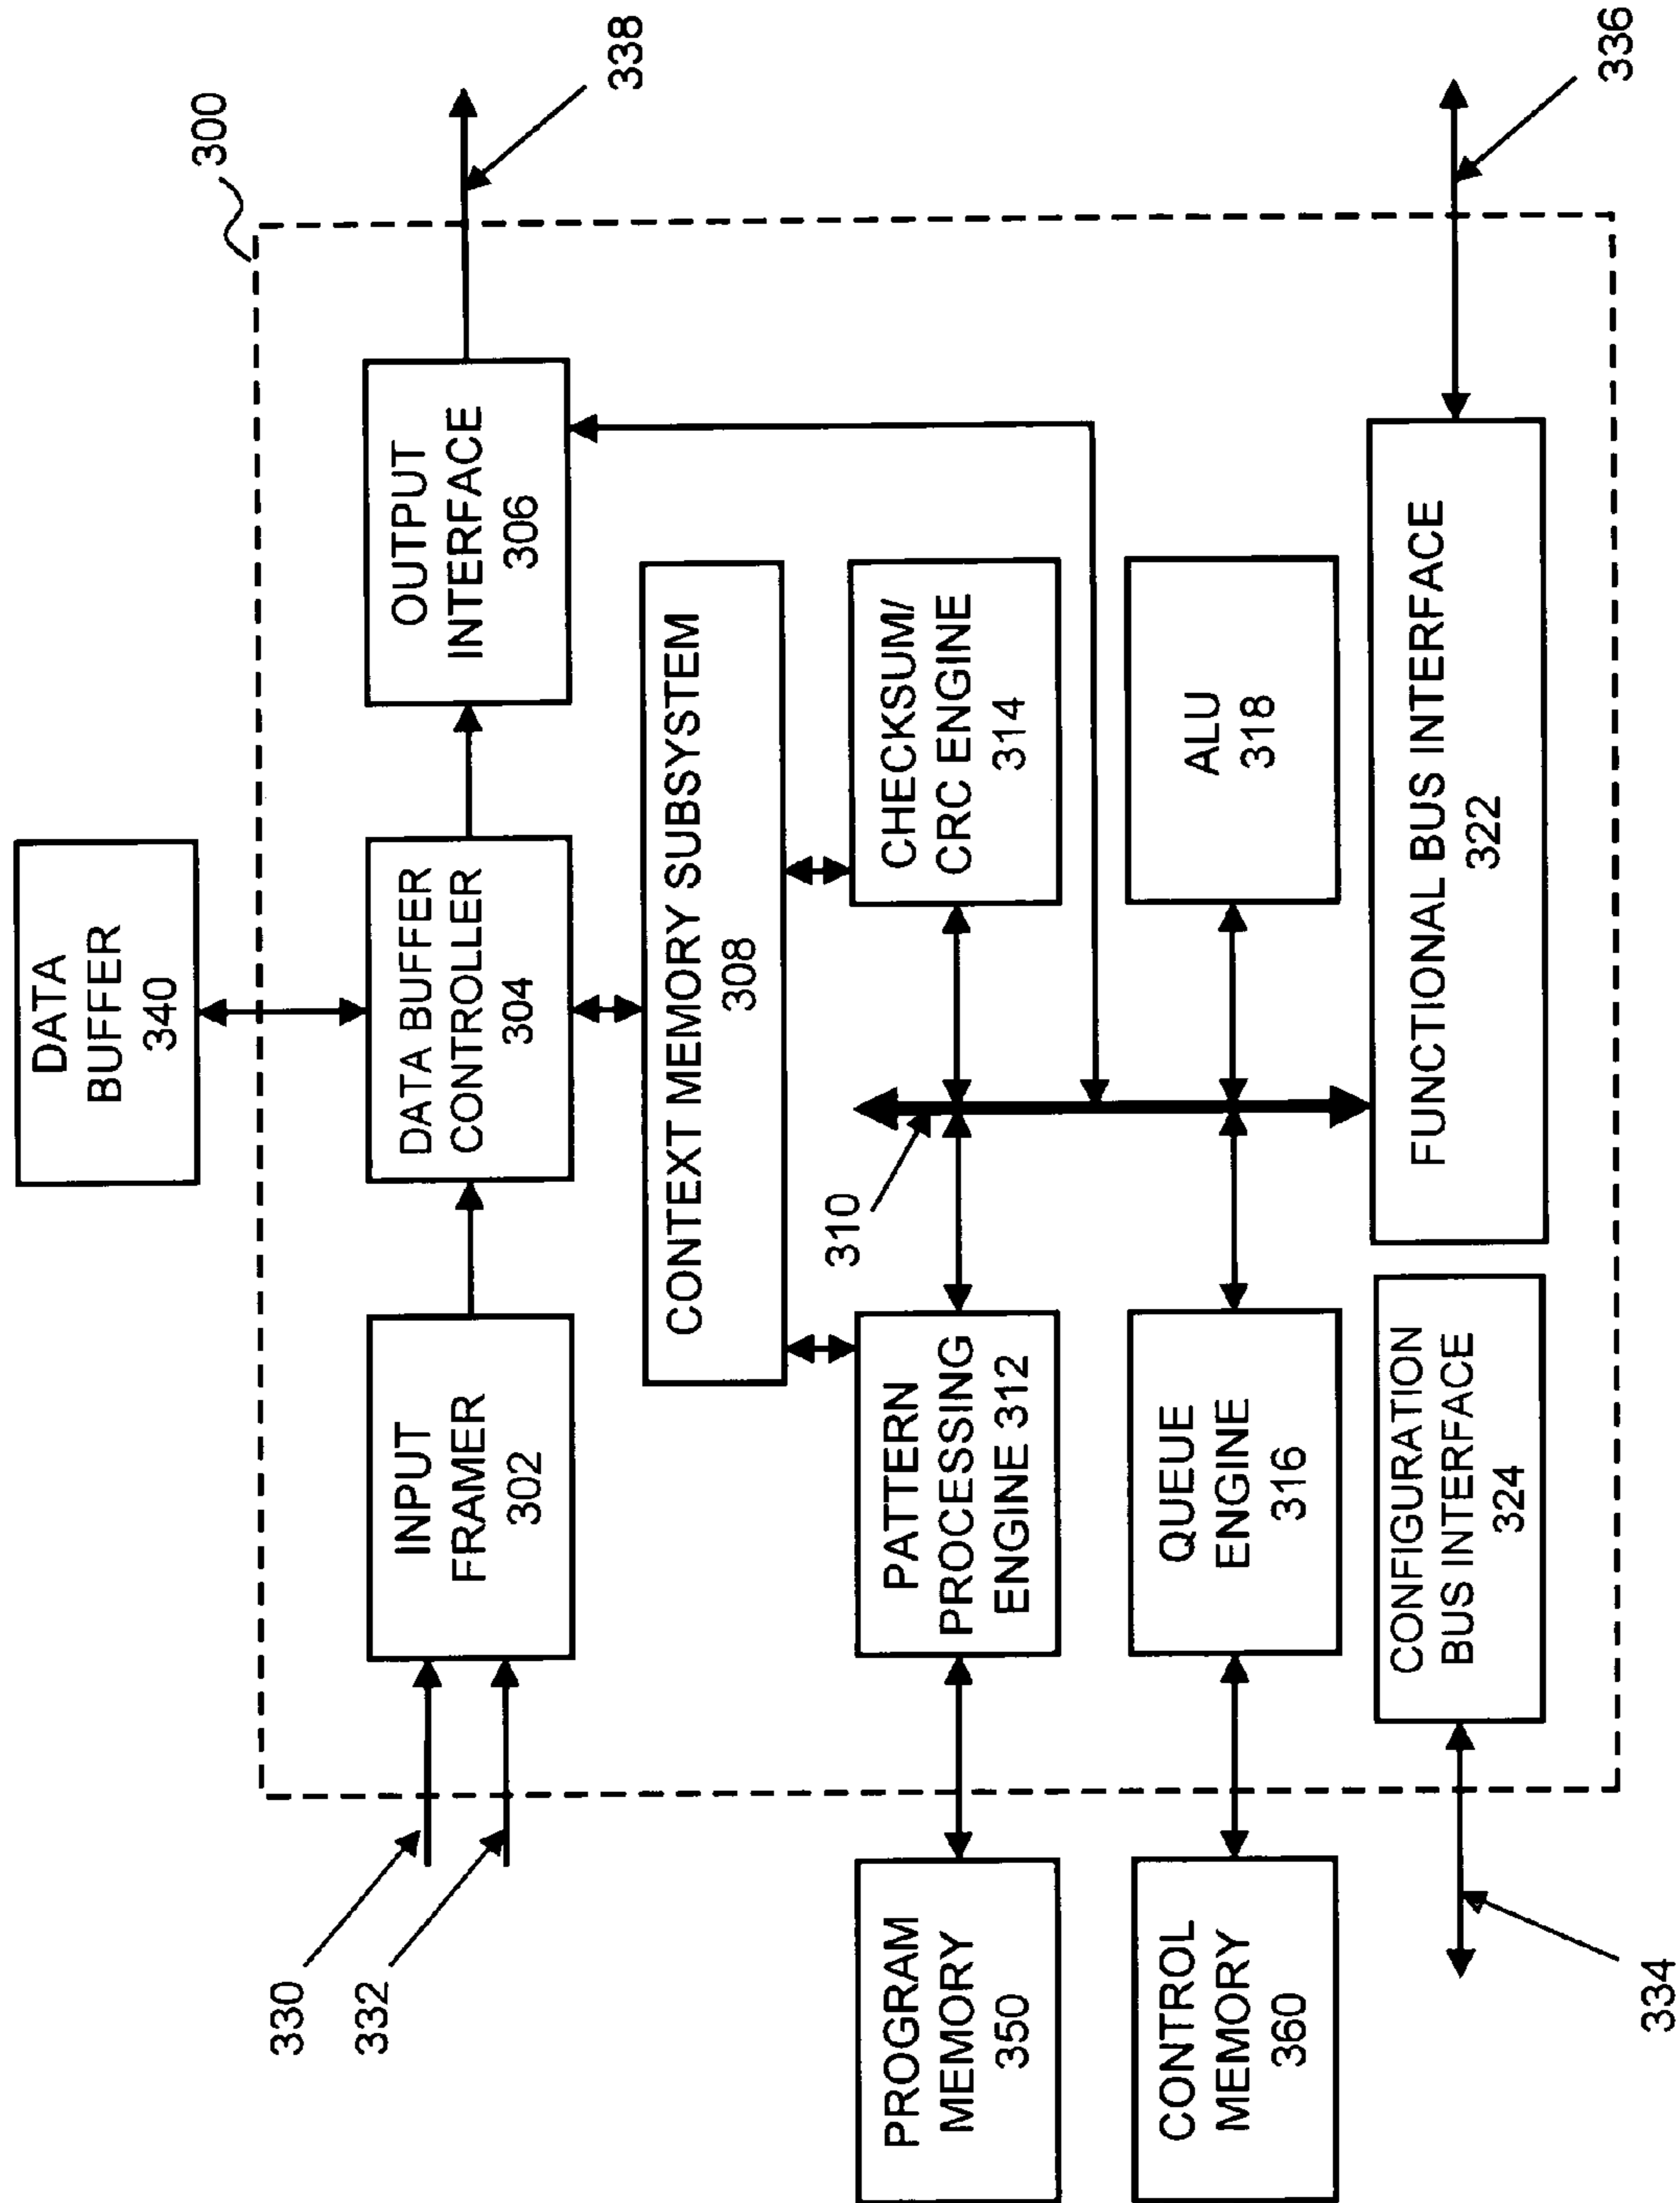 DATA
BUFFER
340
300
338
INPUT
FRAMER
302
DATA BUFFER
CONTROLLER
304
OUTPUT
INTERFACE
306
330
332
CONTEXT MEMORY SUBSYSTEM
308
310
PROGRAM
MEMORY
350
PATTERN
PROCESSING
ENGINE 312
CHECKSUM/
CRC ENGINE
314
CONTROL
MEMORY
360
QUEUE
ENGINE
316
ALU
318
CONFIGURATION
BUS INTERFACE
324
FUNCTIONAL BUS INTERFACE
322
334
336